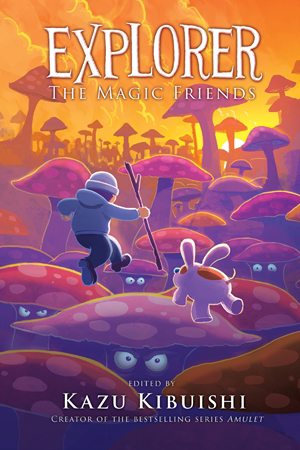 EXPLORER
THE MAGIC FRIENDS
EDITED BY
KAZU KIBUISHI
CREATOR OF THE BESTSELLING SERIES AMULET